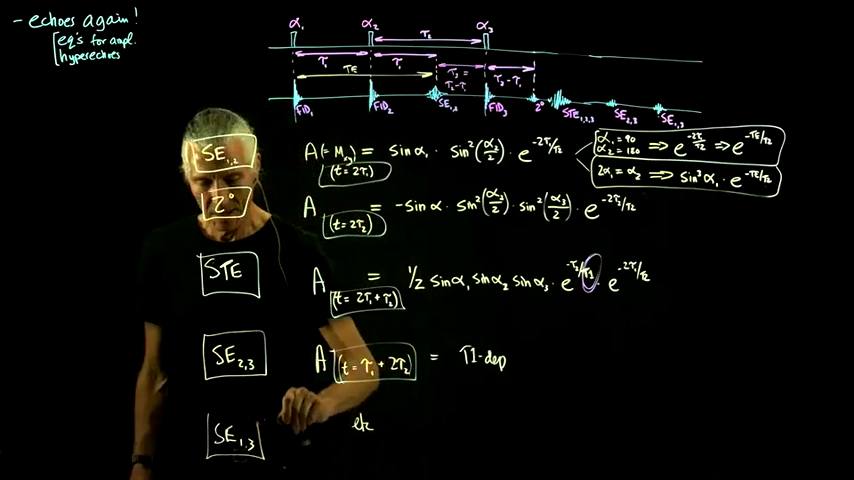 - echoes again!
[eq's for ampl.
hyperechoes
α₁ α₂ α₃
τ₂
τ₁ τ₁ τ₃ = τ₂-τ₁ τ₃-τ₁
TE
FID₁ FID₂ SE₁,₂ FID₃ 2° STE₁,₂,₃ SE₂,₃ SE₁,₃
SE₁,₂ A(=Mxy) = sin α₁ · sin²(α₂/2) · e^-2τ₁/T₂
(t=2τ₁)
α₁ = 90
α₂ = 180 ⇒ e^-2τ/T₂ ⇒ e^-TE/T₂
2α₁ = α₂ ⇒ sin³α₁ · e^-TE/T₂
2° A (t=2τ₂) = -sin α · sin²(α₂/2) · sin²(α₃/2) · e^-2τ₂/T₂
STE A (t=2τ₁+τ₂) = 1/2 sin α₁ sin α₂ sin α₃ · e^-τ₂/T1 · e^-2τ₁/T₂
SE₂,₃ A (t=τ₁+2τ₂) = T1-dep
SE₁,₃ etc